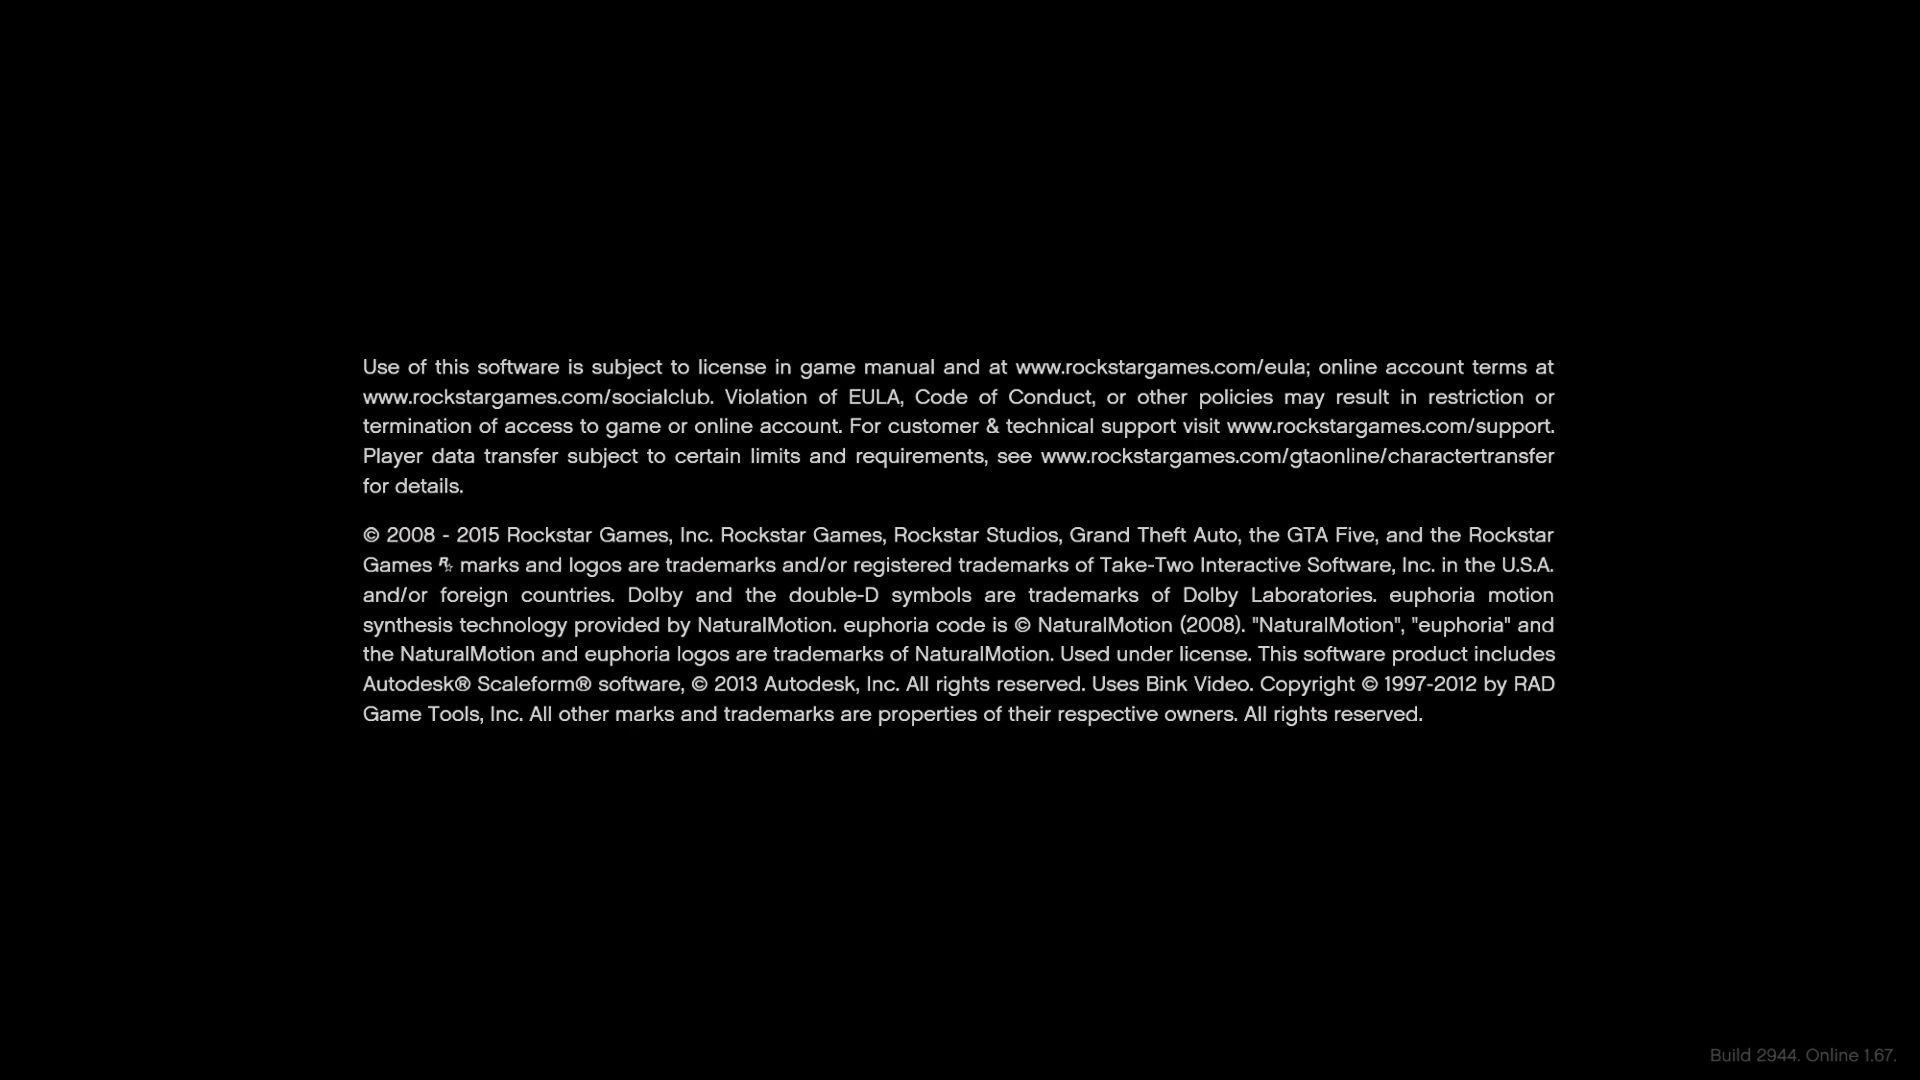 Use of this software is subject to license in game manual and at www.rockstargames.com/eula; online account terms at
www.rockstargames.com/socialclub. Violation of EULA, Code of Conduct, or other policies may result in restriction or
termination of access to game or online account. For customer & technical support visit www.rockstargames.com/support.
Player data transfer subject to certain limits and requirements, see www.rockstargames.com/gtaonline/charactertransfer
for details.
© 2008 - 2015 Rockstar Games, Inc. Rockstar Games, Rockstar Studios, Grand Theft Auto, the GTA Five, and the Rockstar
Games R* marks and logos are trademarks and/or registered trademarks of Take-Two Interactive Software, Inc. in the U.S.A.
and/or foreign countries. Dolby and the double-D symbols are trademarks of Dolby Laboratories. euphoria motion
synthesis technology provided by NaturalMotion. euphoria code is © NaturalMotion (2008). "NaturalMotion", "euphoria" and
the NaturalMotion and euphoria logos are trademarks of NaturalMotion. Used under license. This software product includes
Autodesk® Scaleform® software, © 2013 Autodesk, Inc. All rights reserved. Uses Bink Video. Copyright © 1997-2012 by RAD
Game Tools, Inc. All other marks and trademarks are properties of their respective owners. All rights reserved.
Build 2944. Online 1.67.